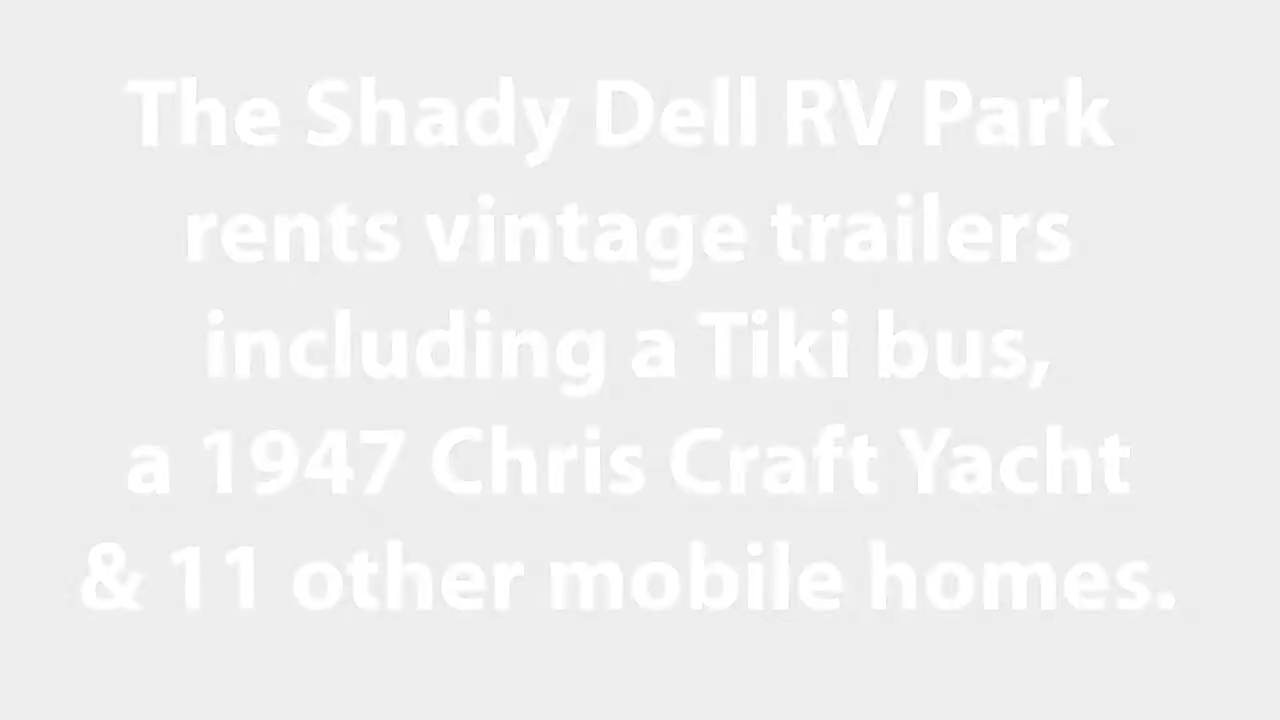 The Shady Dell RV Park
rents vintage trailers
including a Tiki bus,
a 1947 Chris Craft Yacht
& 11 other mobile homes.